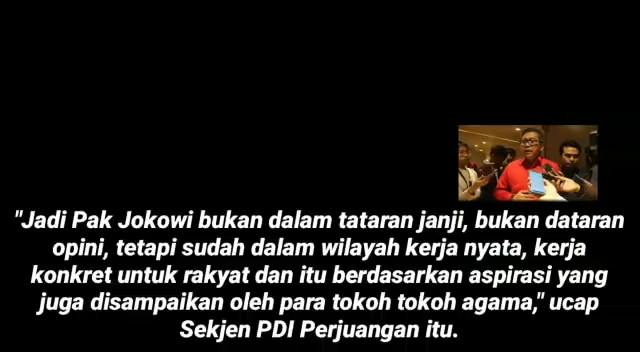 "Jadi Pak Jokowi bukan dalam tataran janji, bukan dataran
opini, tetapi sudah dalam wilayah kerja nyata, kerja
konkret untuk rakyat dan itu berdasarkan aspirasi yang
juga disampaikan oleh para tokoh tokoh agama," ucap
Sekjen PDI Perjuangan itu.